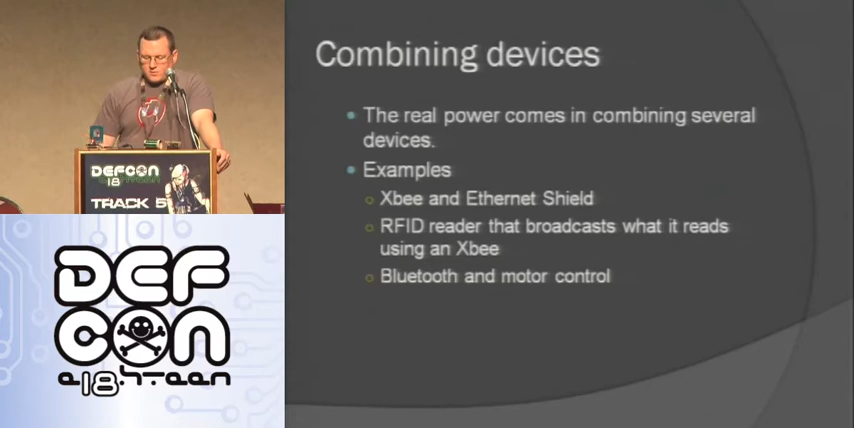 DEFCON
18
TRACK 5
DEF
CON
Combining devices
The real power comes in combining several
devices.
Examples
Xbee and Ethernet Shield
RFID reader that broadcasts what it reads
using an Xbee
Bluetooth and motor control